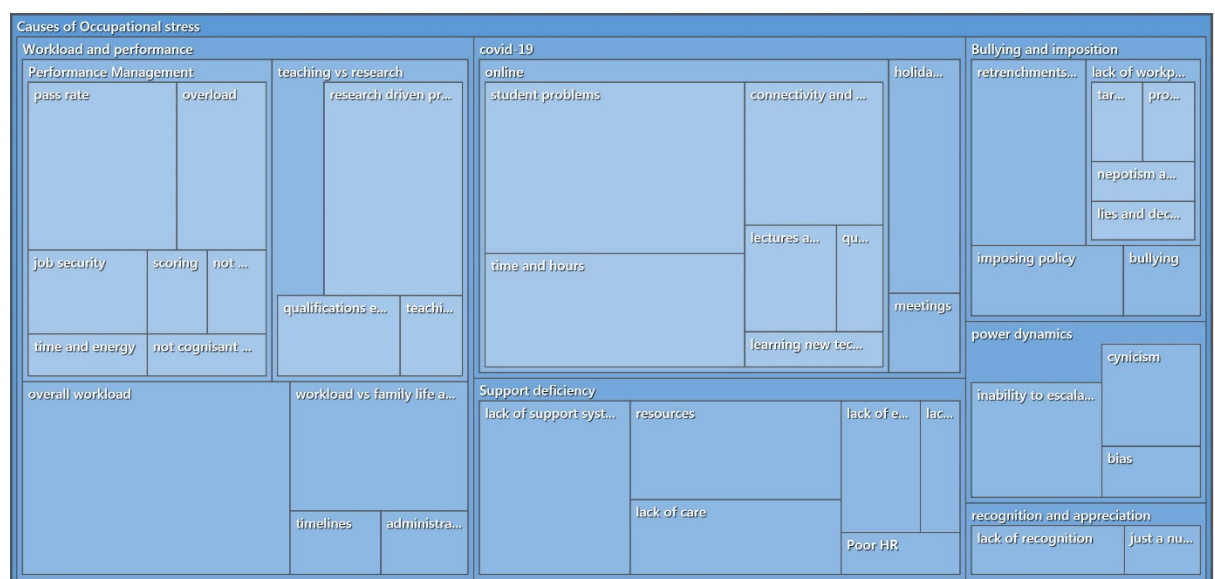 Causes of Occupational stress
Workload and performance
Performance Management
pass rate
overload
job security
scoring
not ...
time and energy
not cognisant ...
teaching vs research
research driven pr...
qualifications e...
teachi...
overall workload
workload vs family life a...
timelines
administra...
covid-19
online
student problems
connectivity and ...
time and hours
lectures a...
qu...
learning new tec...
holida...
meetings
Support deficiency
lack of support syst...
resources
lack of care
lack of e...
lac...
Poor HR
Bullying and imposition
retrenchments...
lack of workp...
tar...
pro...
nepotism a...
lies and dec...
imposing policy
bullying
power dynamics
inability to escala...
cynicism
bias
recognition and appreciation
lack of recognition
just a nu...